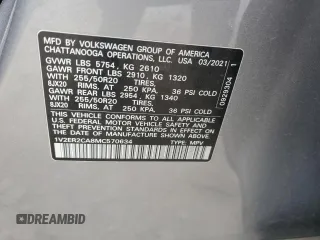 MFD. BY VOLKSWAGEN GROUP OF AMERICA
CHATTANOOGA OPERATIONS, LLC. USA 03/2021
GVWR LBS 5754, KG 2610
GAWR FRONT LBS 2910, KG 1320
WITH 255/50R20 TIRES,
8JX20 RIMS, AT 250 KPA, 36 PSI COLD
GAWR REAR LBS 2954, KG 1340
WITH 255/50R20 TIRES,
8JX20 RIMS, AT 250 KPA, 36 PSI COLD
THIS VEHICLE CONFORMS TO ALL APPLICABLE
U.S. FEDERAL MOTOR VEHICLE SAFETY
AND THEFT PREVENTION STANDARDS IN EFFECT
ON THE DATE OF MANUFACTURE SHOWN ABOVE.
1V2ER2CA8MC570634 TYPE: MPV
1
DREAMBID